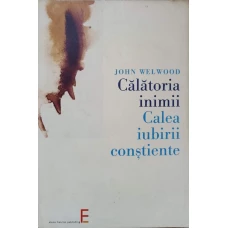 JOHN WELWOOD
Călătoria
inimii
Calea
iubirii
conștiente
E